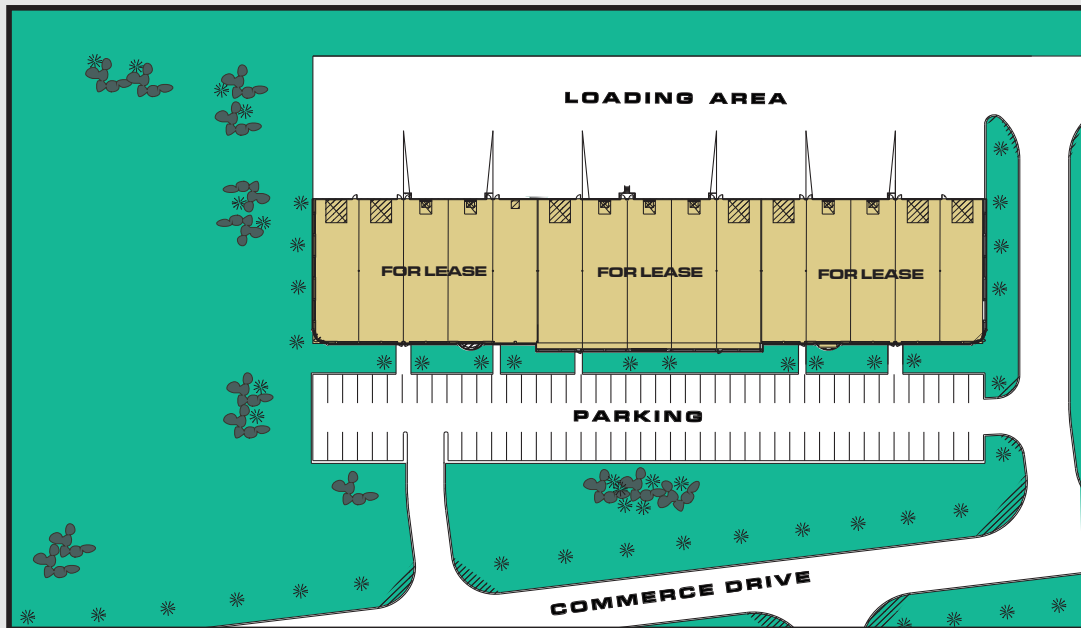 LOADING AREA
FOR LEASE
FOR LEASE
FOR LEASE
PARKING
COMMERCE DRIVE